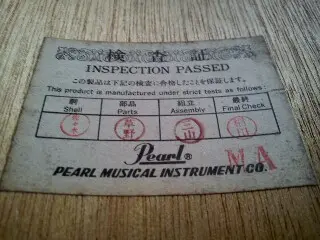 検査証
INSPECTION PASSED
この製品は下記の検査に合格したことを保証します。
This product is manufactured under strict tests as follows:
胴 部品 組立 最終
Shell Parts Assembly Final Check
三山
Pearl®
M A
PEARL MUSICAL INSTRUMENT CO.